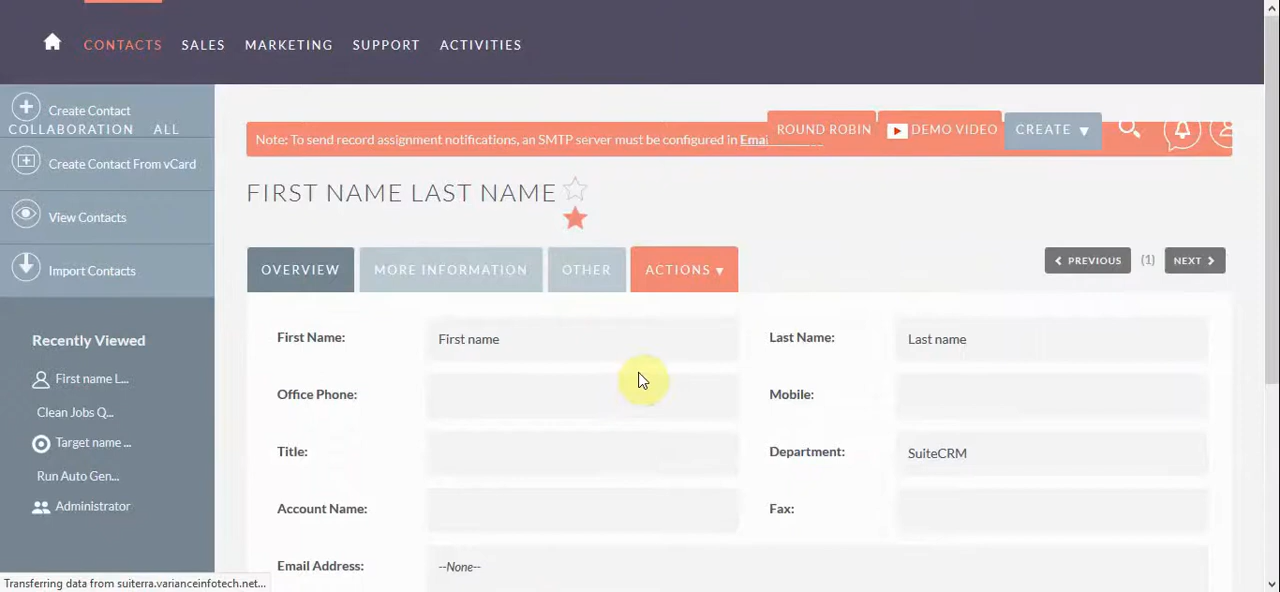 CONTACTS SALES MARKETING SUPPORT ACTIVITIES
Create Contact
COLLABORATION ALL
Create Contact From vCard
View Contacts
Import Contacts
Recently Viewed
First name L...
Clean Jobs Q...
Target name ...
Run Auto Gen...
Administrator
ROUND ROBIN DEMO VIDEO CREATE ▼
Note: To send record assignment notifications, an SMTP server must be configured in Emai
FIRST NAME LAST NAME
OVERVIEW MORE INFORMATION OTHER ACTIONS ▼ PREVIOUS (1) NEXT
First Name: First name Last Name: Last name
Office Phone: Mobile:
Title: Department: SuiteCRM
Account Name: Fax:
Email Address: --None--
Transferring data from suiterra.varianceinfotech.net...